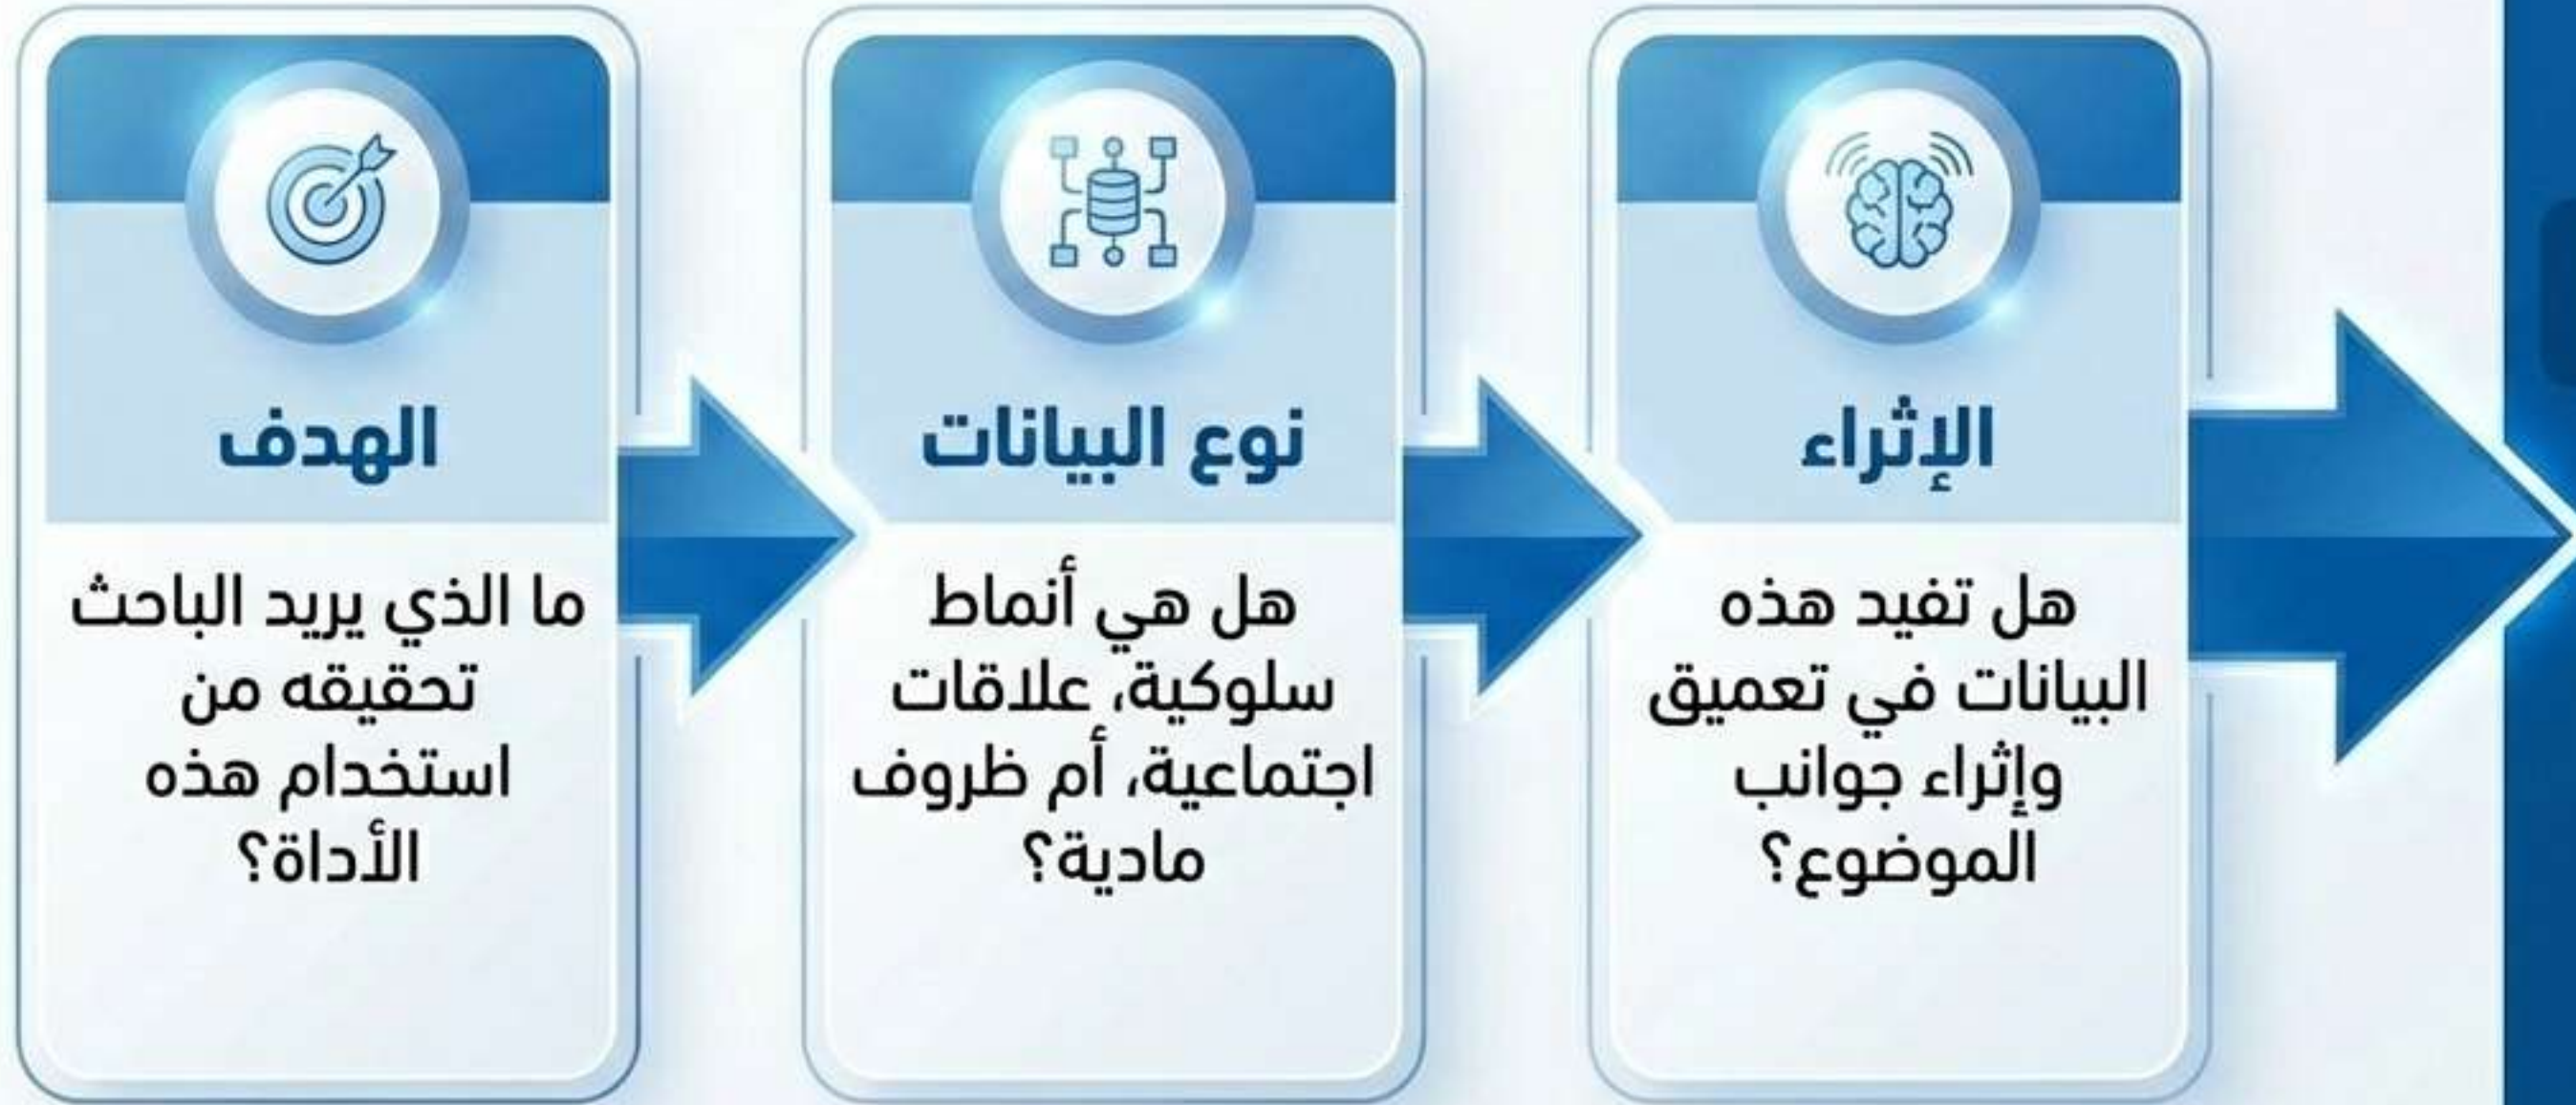 الهدف
ما الذي يريد الباحث
تحقيقه من
استخدام هذه
الأداة؟
نوع البيانات
هل هي أنماط
سلوكية، علاقات
اجتماعية، أم ظروف
مادية؟
الإثراء
هل تفيد هذه
البيانات في تعميق
وإثراء جوانب
الموضوع؟